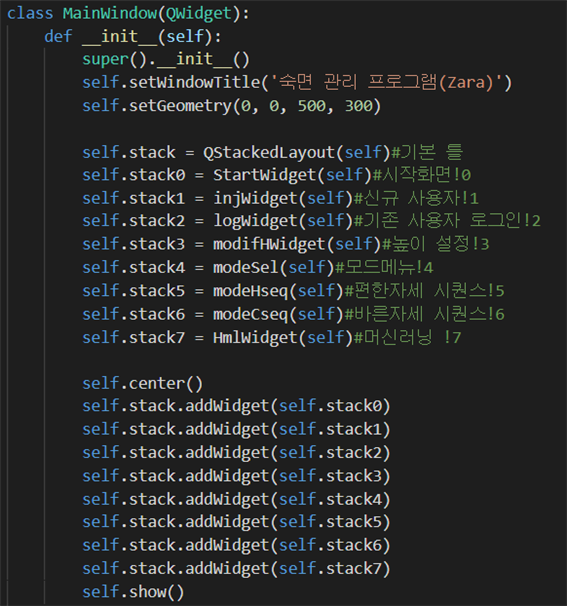 class MainWindow(QWidget):
    def __init__(self):
        super().__init__()
        self.setWindowTitle('숙면 관리 프로그램(Zara)')
        self.setGeometry(0, 0, 500, 300)

        self.stack = QStackedLayout(self)#기본 틀
        self.stack0 = StartWidget(self)#시작화면!0
        self.stack1 = injWidget(self)#신규 사용자!1
        self.stack2 = logWidget(self)#기존 사용자 로그인!2
        self.stack3 = modifHWidget(self)#높이 설정!3
        self.stack4 = modeSel(self)#모드메뉴!4
        self.stack5 = modeHseq(self)#편한자세 시퀀스!5
        self.stack6 = modeCseq(self)#바른자세 시퀀스!6
        self.stack7 = HmlWidget(self)#머신러닝 !7

        self.center()
        self.stack.addWidget(self.stack0)
        self.stack.addWidget(self.stack1)
        self.stack.addWidget(self.stack2)
        self.stack.addWidget(self.stack3)
        self.stack.addWidget(self.stack4)
        self.stack.addWidget(self.stack5)
        self.stack.addWidget(self.stack6)
        self.stack.addWidget(self.stack7)
        self.show()